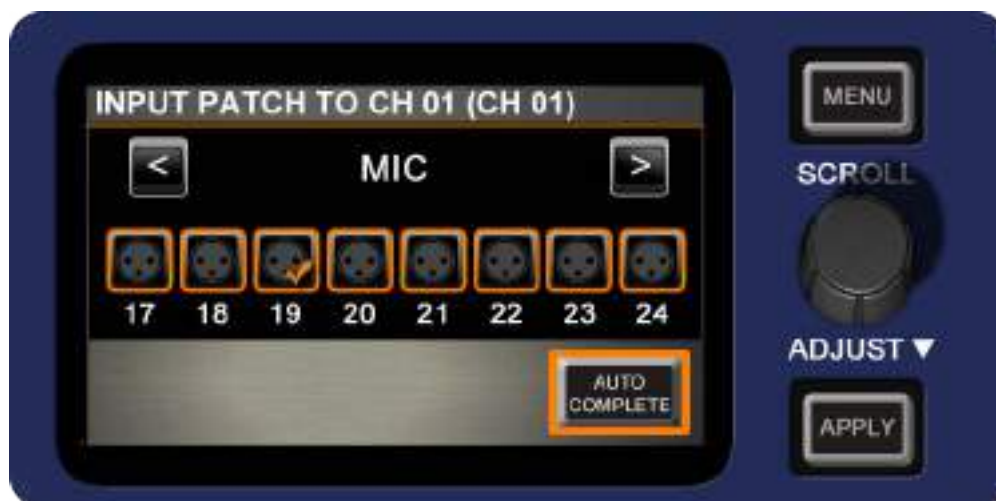 INPUT PATCH TO CH 01 (CH 01)
<
MIC
>
17 18 19 20 21 22 23 24
AUTO
COMPLETE
MENU
SCROLL
ADJUST ▼
APPLY